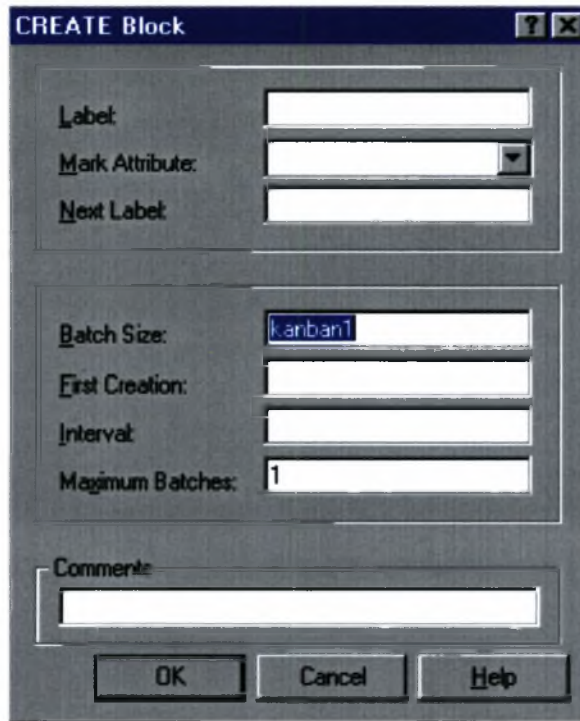 CREATE Block
Label:
Mark Attribute:
Next Label:
Batch Size: kanban1
First Creation:
Interval:
Maximum Batches: 1
Comments
OK Cancel Help